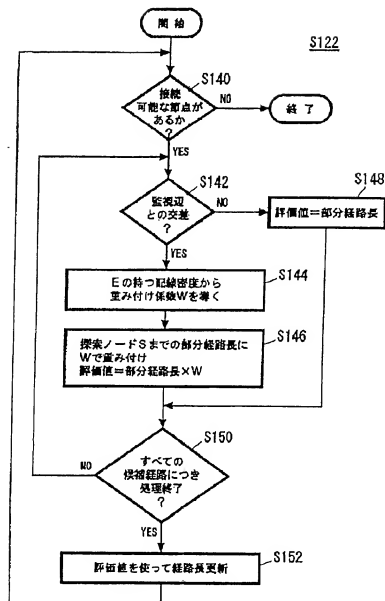 開始
S122
S140
接続
可能な節点が
あるか
?
NO
終了
YES
S142
監視辺
との交差
?
NO
S148
評価値=部分経路長
YES
S144
Eの持つ配線密度から
重み付け係数Wを導く
S146
探索ノードSまでの部分経路長に
Wで重み付け
評価値=部分経路長×W
S150
すべての
候補経路につき
処理終了
?
NO
YES
S152
評価値を使って経路長更新